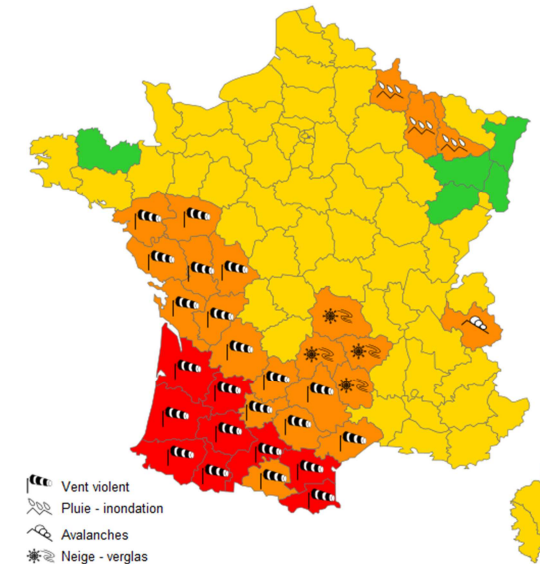 Vent violent
Pluie - inondation
Avalanches
Neige - verglas